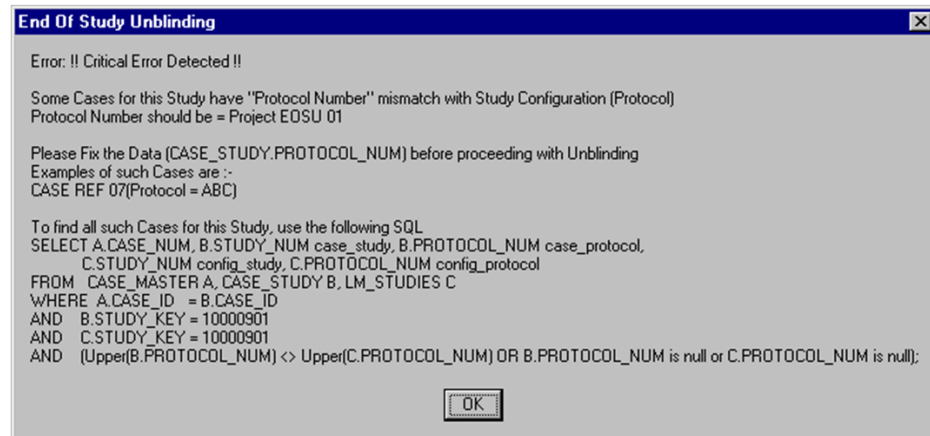 End Of Study Unblinding
Error: !! Critical Error Detected !!
Some Cases for this Study have "Protocol Number" mismatch with Study Configuration (Protocol)
Protocol Number should be = Project EOSU 01
Please Fix the Data (CASE_STUDY.PROTOCOL_NUM) before proceeding with Unblinding
Examples of such Cases are :-
CASE REF 07(Protocol = ABC)
To find all such Cases for this Study, use the following SQL
SELECT A.CASE_NUM, B.STUDY_NUM case_study, B.PROTOCOL_NUM case_protocol,
C.STUDY_NUM config_study, C.PROTOCOL_NUM config_protocol
FROM CASE_MASTER A, CASE_STUDY B, LM_STUDIES C
WHERE A.CASE_ID = B.CASE_ID
AND B.STUDY_KEY = 10000901
AND C.STUDY_KEY = 10000901
AND (Upper(B.PROTOCOL_NUM) <> Upper(C.PROTOCOL_NUM) OR B.PROTOCOL_NUM is null or C.PROTOCOL_NUM is null);
OK